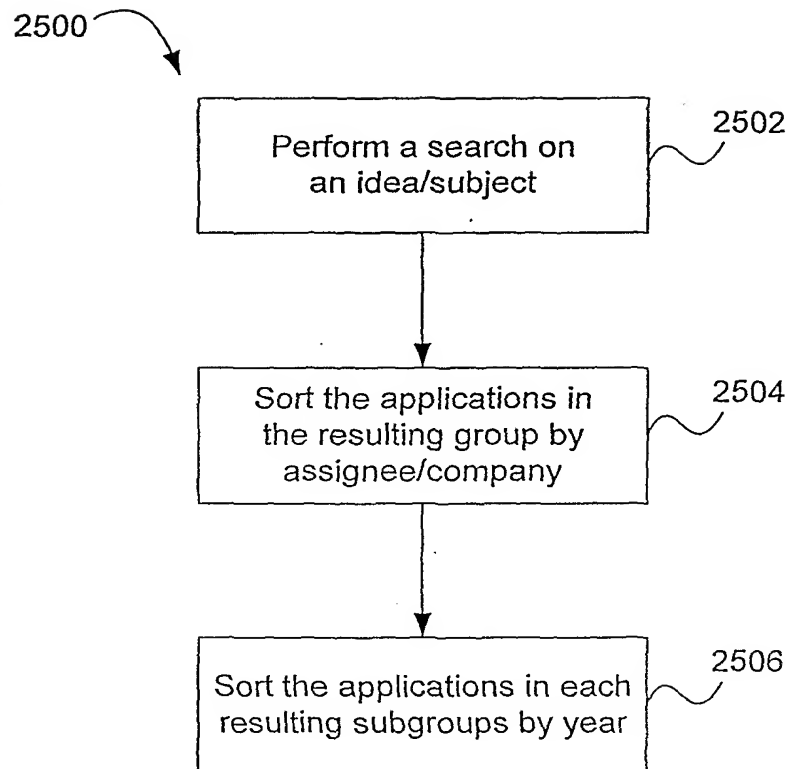 2500
Perform a search on
an idea/subject
2502
Sort the applications in
the resulting group by
assignee/company
2504
Sort the applications in each
resulting subgroups by year
2506